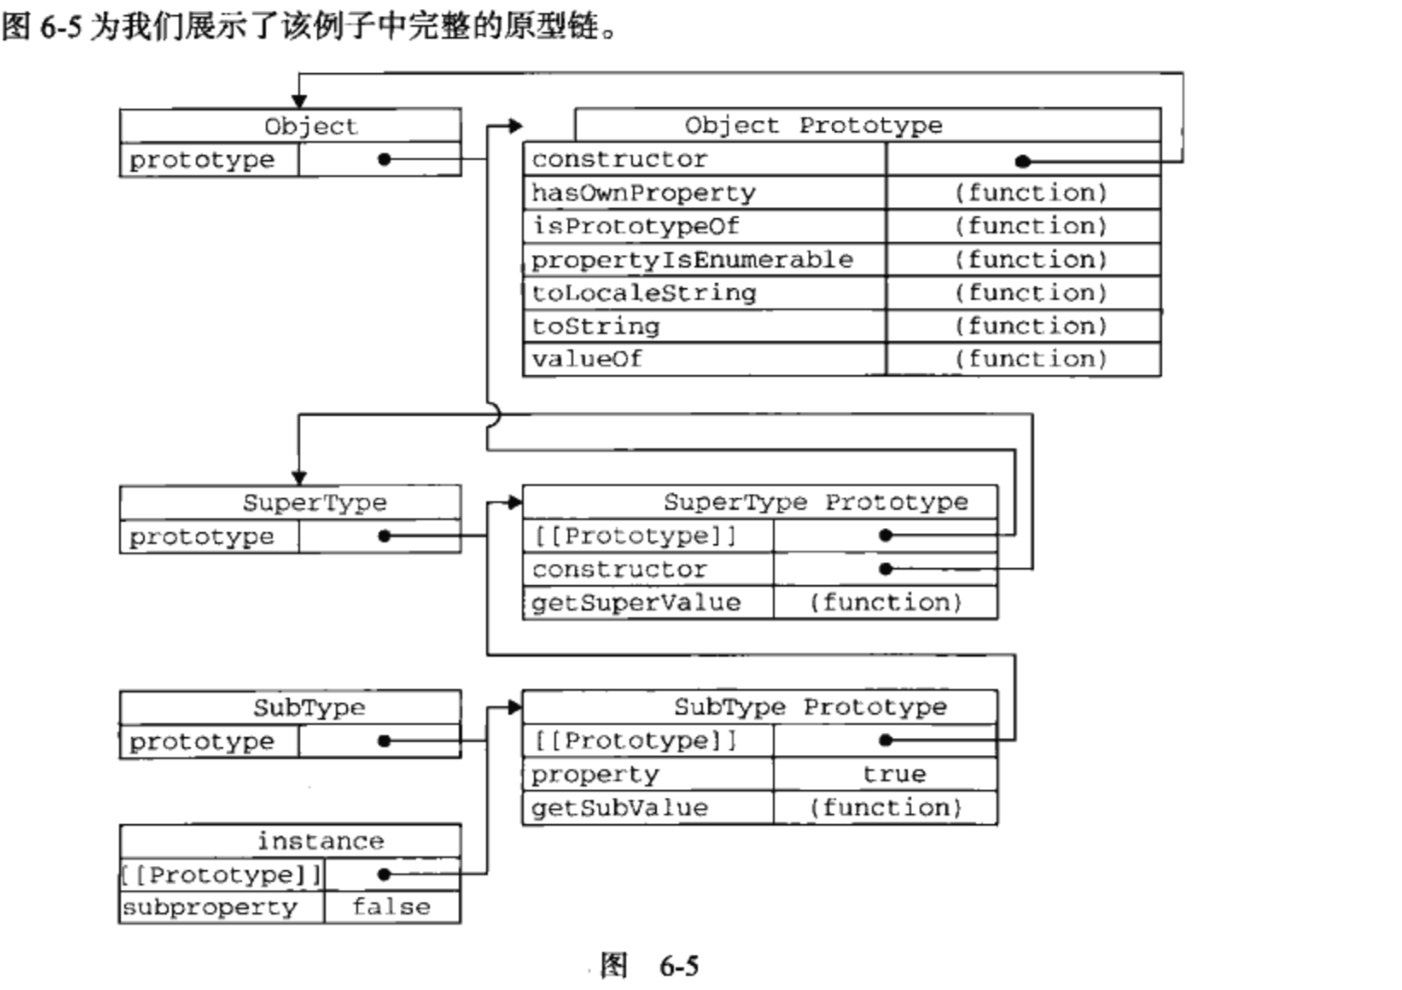 图 6-5 为我们展示了该例子中完整的原型链。
Object
prototype
Object Prototype
constructor
hasOwnProperty (function)
isPrototypeOf (function)
propertyIsEnumerable (function)
toLocaleString (function)
toString (function)
valueOf (function)
SuperType
prototype
SuperType Prototype
[[Prototype]]
constructor
getSuperValue (function)
SubType
prototype
SubType Prototype
[[Prototype]]
property true
getSubValue (function)
instance
[[Prototype]]
subproperty false
图 6-5